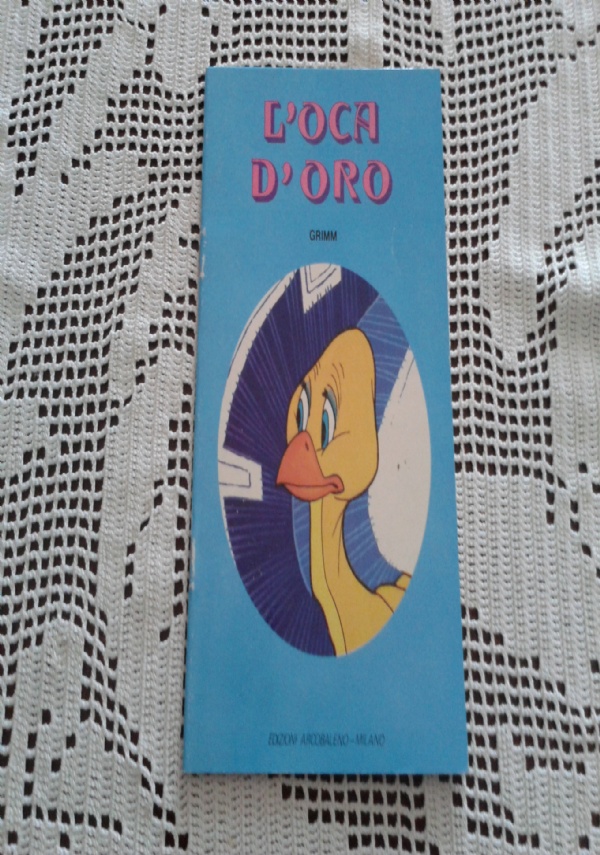 L'OCA
D'ORO
GRIMM
EDIZIONI ARCOBALENO - MILANO